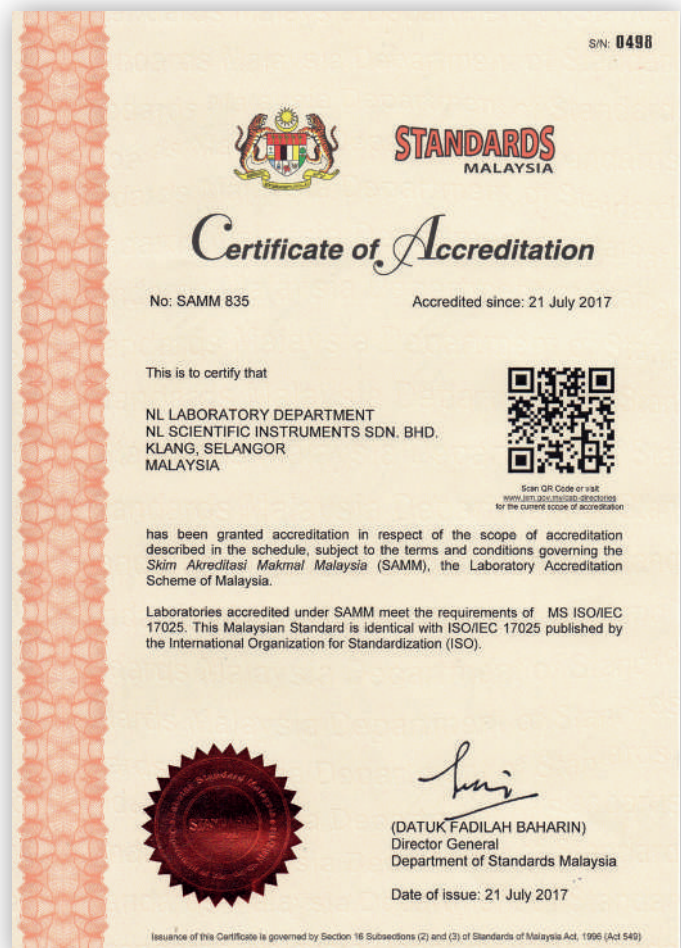 S/N: 0498
STANDARDS
MALAYSIA
Certificate of Accreditation
No: SAMM 835
Accredited since: 21 July 2017
This is to certify that
NL LABORATORY DEPARTMENT
NL SCIENTIFIC INSTRUMENTS SDN. BHD.
KLANG, SELANGOR
MALAYSIA
Scan QR Code or visit
www.jsm.gov.my/cab-directories
for the current scope of accreditation
has been granted accreditation in respect of the scope of accreditation
described in the schedule, subject to the terms and conditions governing the
Skim Akreditasi Makmal Malaysia (SAMM), the Laboratory Accreditation
Scheme of Malaysia.
Laboratories accredited under SAMM meet the requirements of MS ISO/IEC
17025. This Malaysian Standard is identical with ISO/IEC 17025 published by
the International Organization for Standardization (ISO).
(DATUK FADILAH BAHARIN)
Director General
Department of Standards Malaysia
Date of issue: 21 July 2017
Issuance of this Certificate is governed by Section 16 Subsections (2) and (3) of Standards of Malaysia Act, 1996 (Act 549)